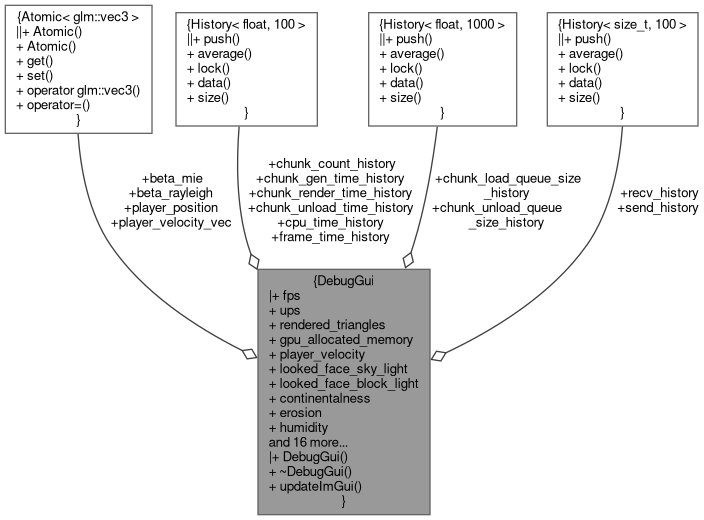 {Atomic< glm::vec3 >
||+ Atomic()
+ Atomic()
+ get()
+ set()
+ operator glm::vec3()
+ operator=()
}
{History< float, 100 >
||+ push()
+ average()
+ lock()
+ data()
+ size()
}
{History< float, 1000 >
||+ push()
+ average()
+ lock()
+ data()
+ size()
}
{History< size_t, 100 >
||+ push()
+ average()
+ lock()
+ data()
+ size()
}
+beta_mie
+beta_rayleigh
+player_position
+player_velocity_vec
+chunk_count_history
+chunk_gen_time_history
+chunk_render_time_history
+chunk_unload_time_history
+cpu_time_history
+frame_time_history
+chunk_load_queue_size
_history
+chunk_unload_queue
_size_history
+recv_history
+send_history
{DebugGui
|+ fps
+ ups
+ rendered_triangles
+ gpu_allocated_memory
+ player_velocity
+ looked_face_sky_light
+ looked_face_block_light
+ continentalness
+ erosion
+ humidity
and 16 more...
|+ DebugGui()
+ ~DebugGui()
+ updateImGui()
}